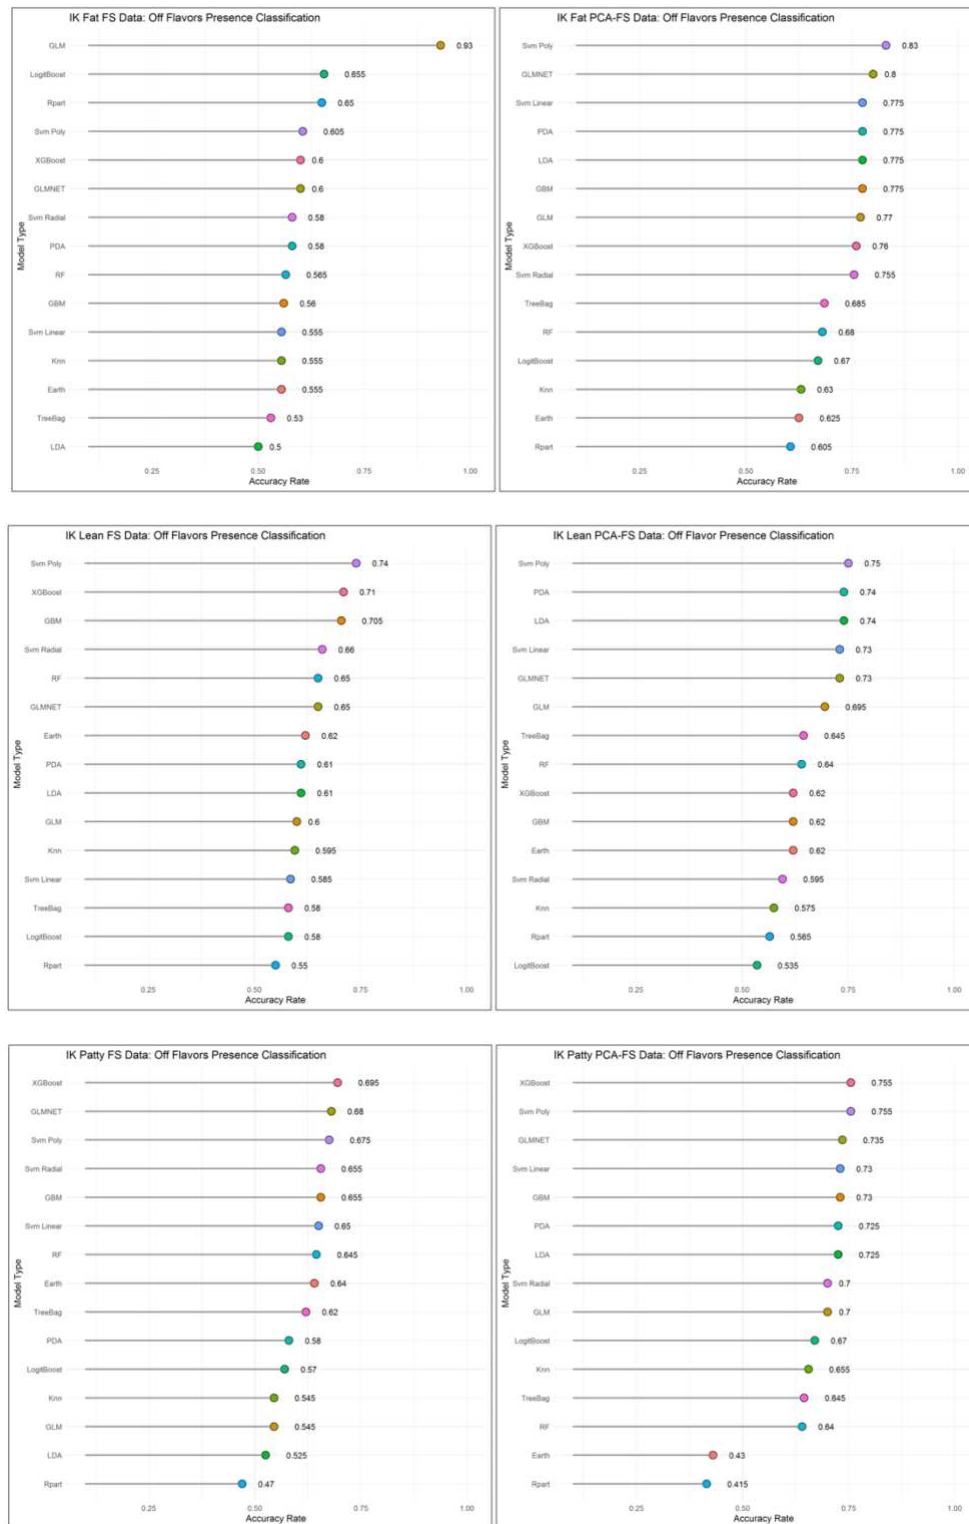 IK Fat FS Data: Off Flavors Presence Classification
Model Type
GLM 0.93
LogitBoost 0.655
Rpart 0.65
Svm Poly 0.605
XGBoost 0.6
GLMNET 0.6
Svm Radial 0.58
PDA 0.58
RF 0.565
GBM 0.56
Svm Linear 0.555
Knn 0.555
Earth 0.555
TreeBag 0.53
LDA 0.5
0.25 0.50 0.75 1.00
Accuracy Rate
IK Fat PCA-FS Data: Off Flavors Presence Classification
Model Type
Svm Poly 0.83
GLMNET 0.8
Svm Linear 0.775
PDA 0.775
LDA 0.775
GBM 0.775
GLM 0.77
XGBoost 0.76
Svm Radial 0.755
TreeBag 0.685
RF 0.68
LogitBoost 0.67
Knn 0.63
Earth 0.625
Rpart 0.605
0.25 0.50 0.75 1.00
Accuracy Rate
IK Lean FS Data: Off Flavors Presence Classification
Model Type
Svm Poly 0.74
XGBoost 0.71
GBM 0.705
Svm Radial 0.66
RF 0.65
GLMNET 0.65
Earth 0.62
PDA 0.61
LDA 0.61
GLM 0.6
Knn 0.595
Svm Linear 0.585
TreeBag 0.58
LogitBoost 0.58
Rpart 0.55
0.25 0.50 0.75 1.00
Accuracy Rate
IK Lean PCA-FS Data: Off Flavor Presence Classification
Model Type
Svm Poly 0.75
PDA 0.74
LDA 0.74
Svm Linear 0.73
GLMNET 0.73
GLM 0.695
TreeBag 0.645
RF 0.64
XGBoost 0.62
GBM 0.62
Earth 0.62
Svm Radial 0.595
Knn 0.575
Rpart 0.565
LogitBoost 0.535
0.25 0.50 0.75 1.00
Accuracy Rate
IK Patty FS Data: Off Flavors Presence Classification
Model Type
XGBoost 0.695
GLMNET 0.68
Svm Poly 0.675
Svm Radial 0.655
GBM 0.655
Svm Linear 0.65
RF 0.645
Earth 0.64
TreeBag 0.62
PDA 0.58
LogitBoost 0.57
Knn 0.545
GLM 0.545
LDA 0.525
Rpart 0.47
0.25 0.50 0.75 1.00
Accuracy Rate
IK Patty PCA-FS Data: Off Flavors Presence Classification
Model Type
XGBoost 0.755
Svm Poly 0.755
GLMNET 0.735
Svm Linear 0.73
GBM 0.73
PDA 0.725
LDA 0.725
Svm Radial 0.7
GLM 0.7
LogitBoost 0.67
Knn 0.655
TreeBag 0.645
RF 0.64
Earth 0.43
Rpart 0.415
0.25 0.50 0.75 1.00
Accuracy Rate